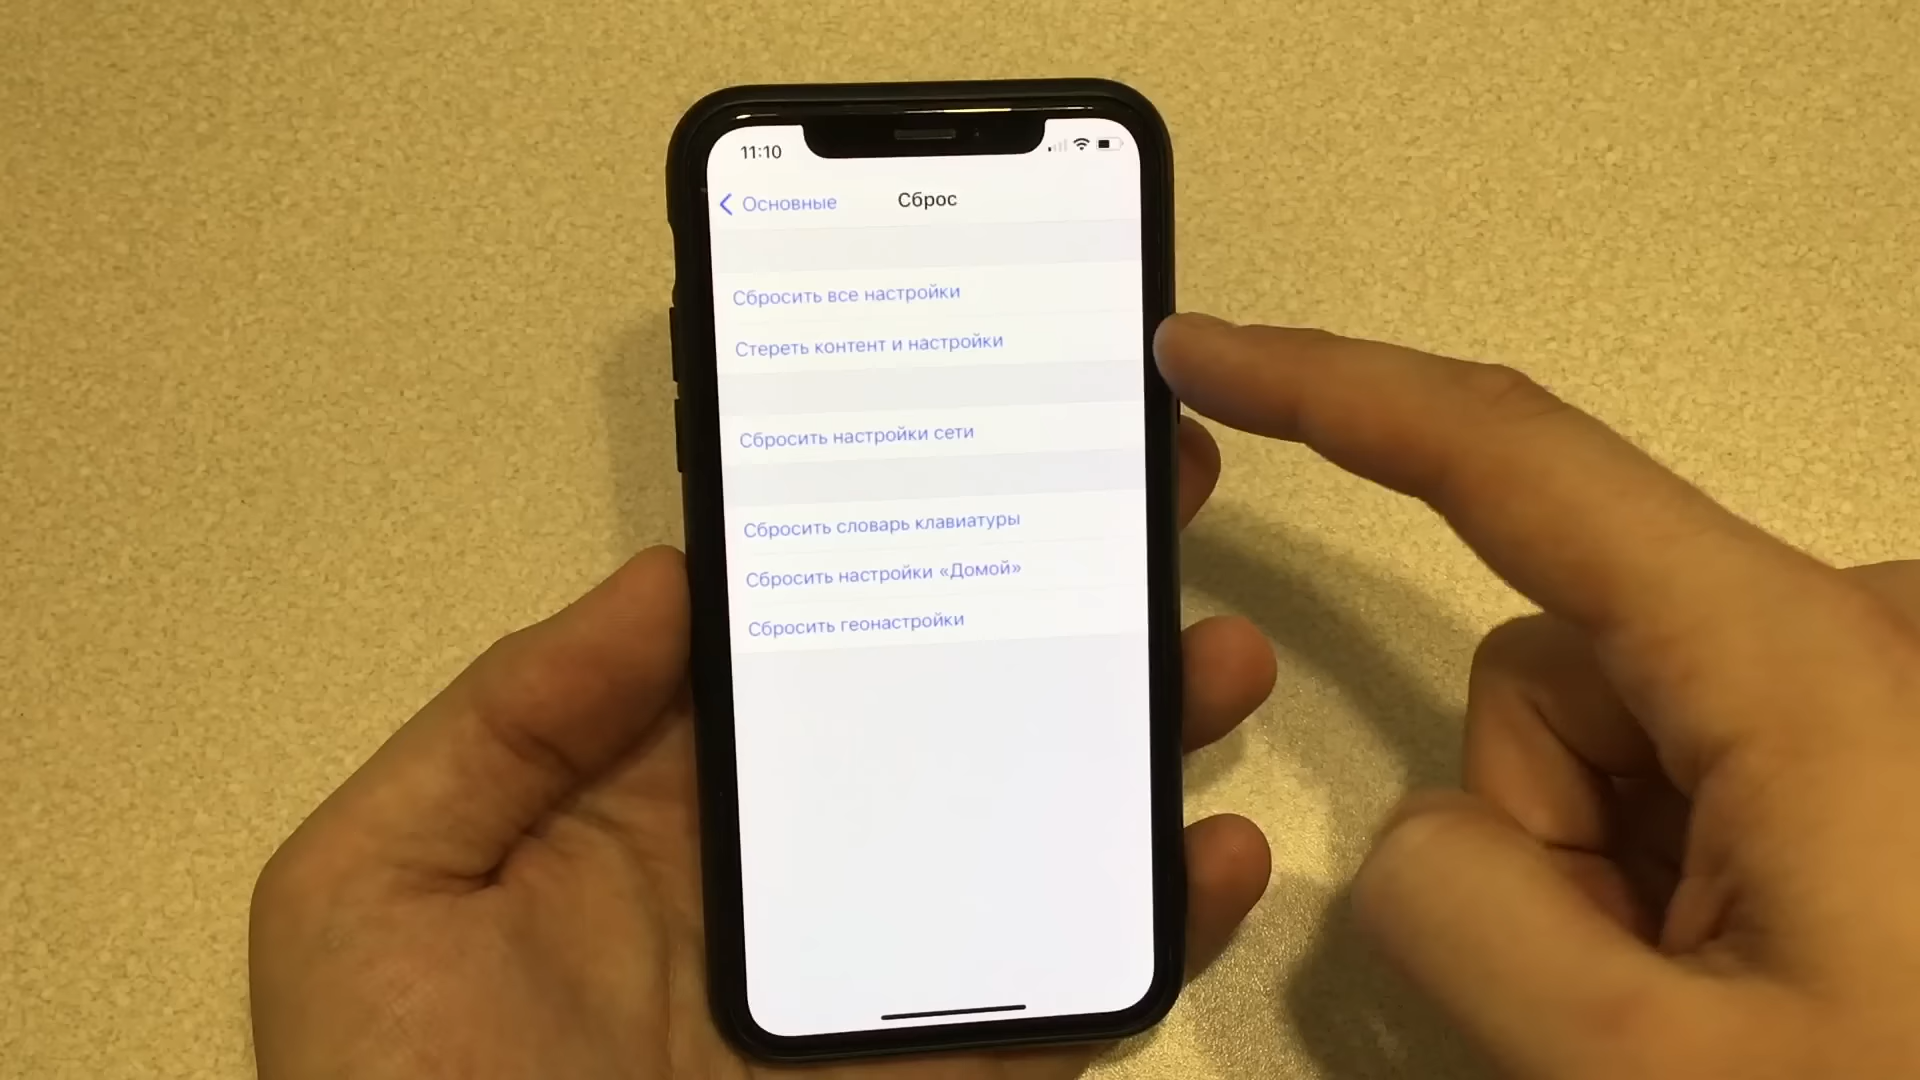 11:10
Основные
Сброс
Сбросить все настройки
Стереть контент и настройки
Сбросить настройки сети
Сбросить словарь клавиатуры
Сбросить настройки «Домой»
Сбросить геонастройки